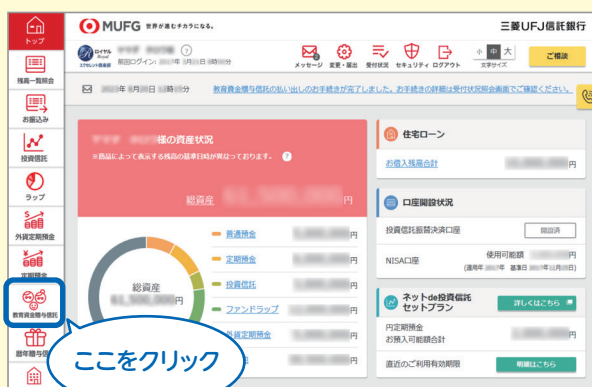 トップ
残高一覧照会
お振込み
投資信託
ラップ
外貨定期預金
定期預金
教育資金贈与信託
暦年贈与信
MUFG 世界が進むチカラになる。
三菱UFJ信託銀行
ロイヤル
Royal
エクセレント倶楽部
前回ログイン:
メッセージ
変更・届出
受付状況
セキュリティ
ログアウト
小 中 大
文字サイズ
ご相談
教育資金贈与信託の払い出しのお手続きが完了しました。お手続きの詳細は受付状況照会画面でご確認ください。
様の資産状況
※商品によって表示する残高の基準日時が異なっております。 ?
総資産 円
総資産
円
普通預金 円
定期預金 円
投資信託 円
ファンドラップ 円
外貨定期預金 円
円
住宅ローン
お借入残高合計 円
口座開設状況
投資信託振替決済口座 開設済
NISA口座 使用可能額 円
ネットde投資信託
セットプラン
詳しくはこちら
円定期預金
お預入可能額合計 円
直近のご利用有効期限 明細はこちら
ここをクリック